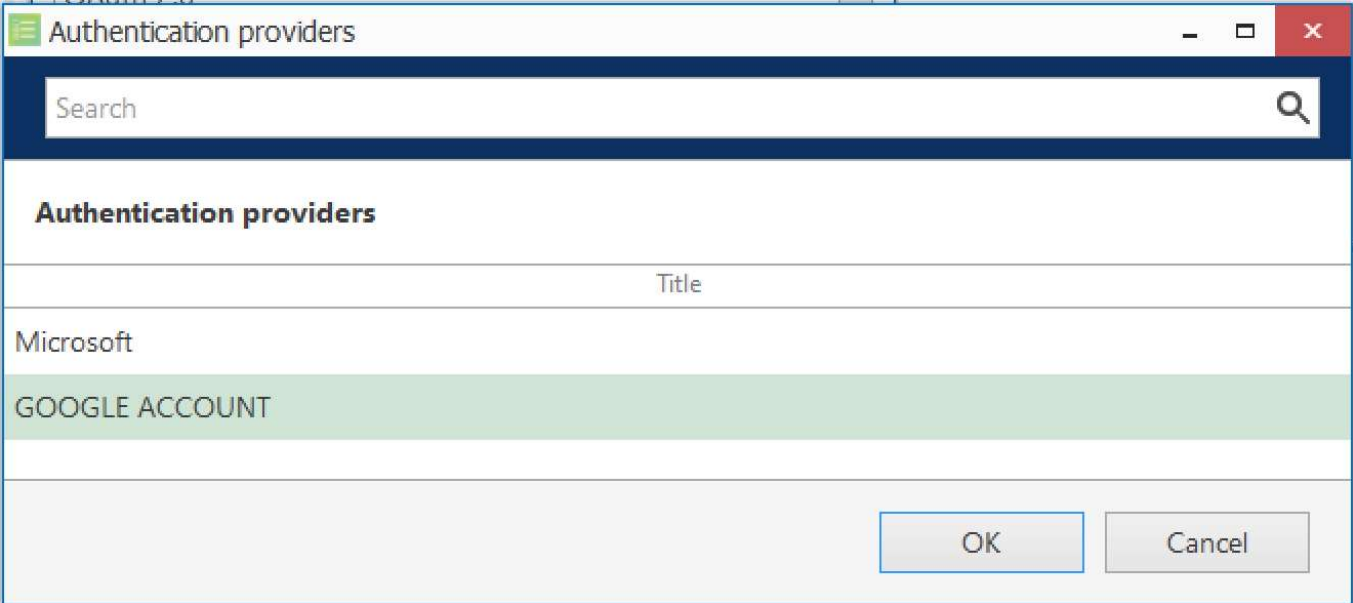 Authentication providers
Search
Authentication providers
Title
Microsoft
GOOGLE ACCOUNT
OK Cancel